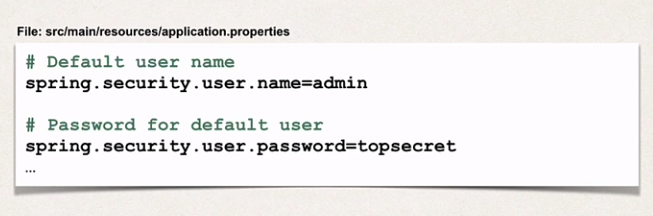 File: src/main/resources/application.properties
# Default user name
spring.security.user.name=admin
# Password for default user
spring.security.user.password=topsecret
…